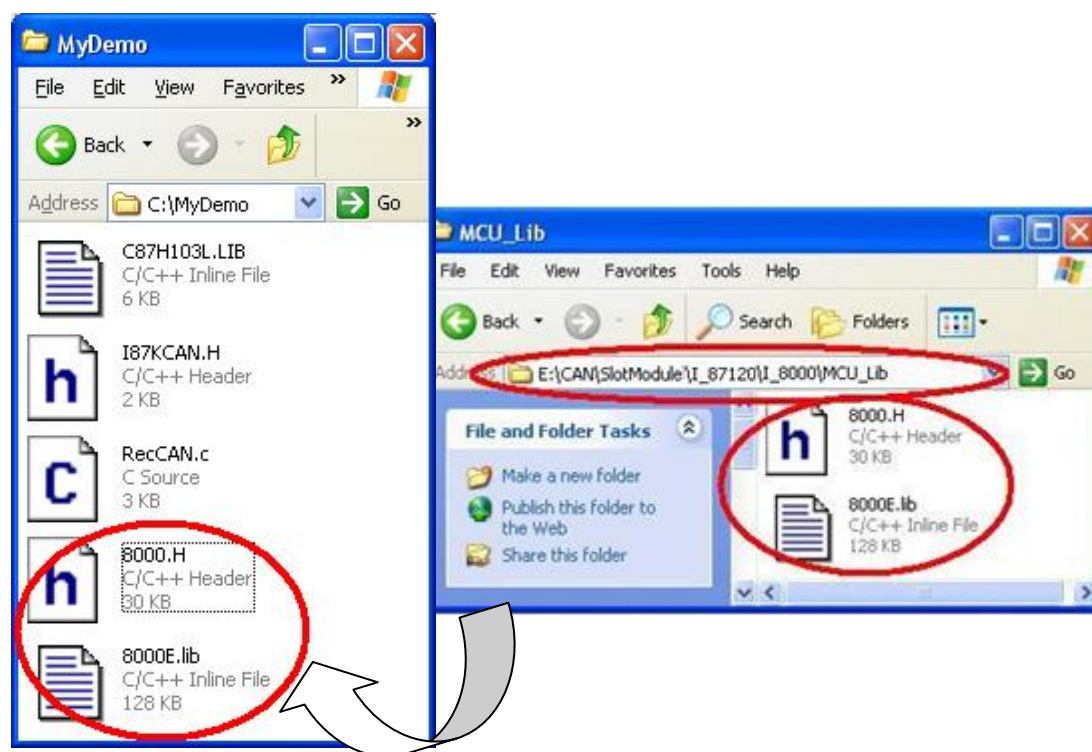 MyDemo
File Edit View Favorites »
Back »
Address C:\MyDemo Go
C87H103L.LIB
C/C++ Inline File
6 KB
h
I87KCAN.H
C/C++ Header
2 KB
C
RecCAN.c
C Source
3 KB
h
8000.H
C/C++ Header
30 KB
8000E.lib
C/C++ Inline File
128 KB
MCU_Lib
File Edit View Favorites Tools Help
Back Search Folders
Address E:\CAN\SlotModule\I_87120\I_8000\MCU_Lib Go
File and Folder Tasks
Make a new folder
Publish this folder to
the Web
Share this folder
h
8000.H
C/C++ Header
30 KB
8000E.lib
C/C++ Inline File
128 KB